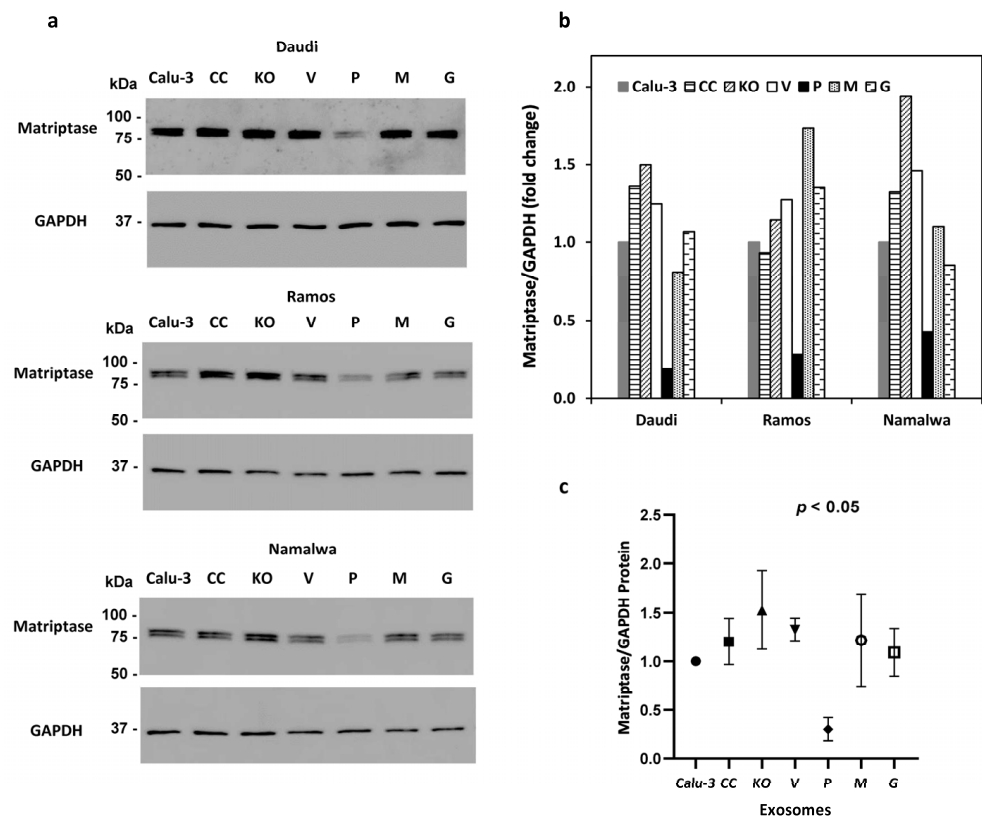 a
Daudi
kDa Calu-3 CC KO V P M G
100 -
Matriptase
75 -
50 -
GAPDH 37 -
Ramos
kDa Calu-3 CC KO V P M G
100 -
Matriptase
75 -
50 -
GAPDH 37 -
Namalwa
kDa Calu-3 CC KO V P M G
100 -
Matriptase
75 -
50 -
GAPDH 37 -
b
Matriptase/GAPDH (fold change)
2.0
1.5
1.0
0.5
0.0
Calu-3 CC KO V P M G
Daudi Ramos Namalwa
c
p < 0.05
Matriptase/GAPDH Protein
2.5
2.0
1.5
1.0
0.5
0.0
Calu-3 CC KO V P M G
Exosomes